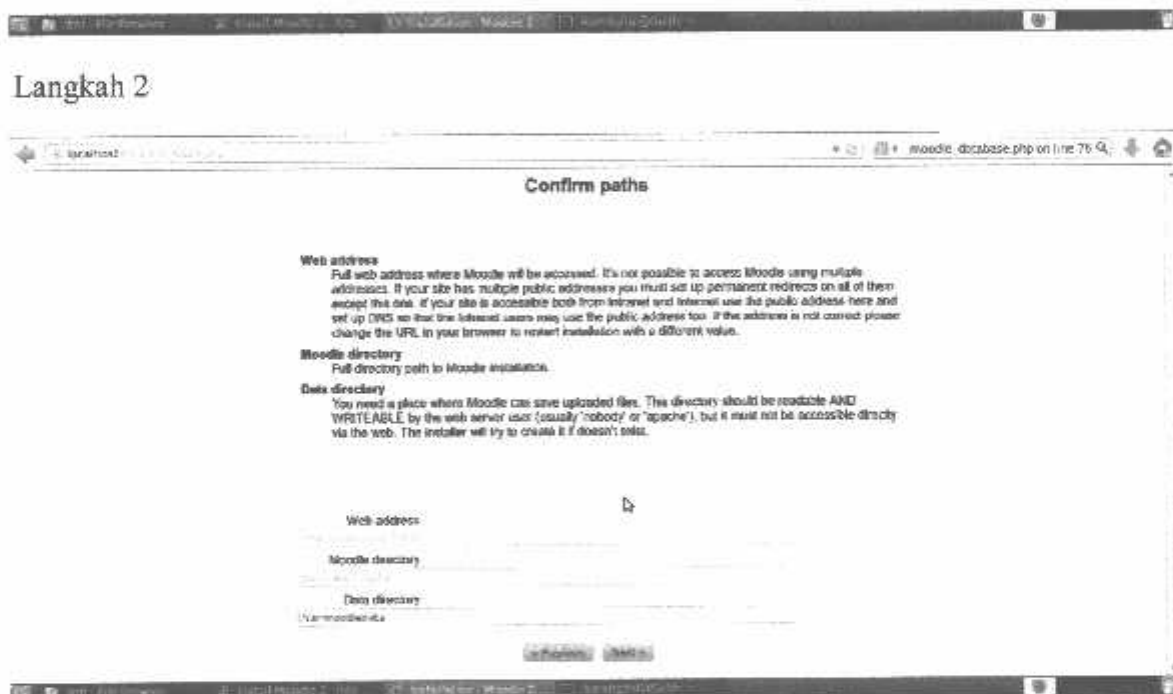 Langkah 2
localhost
moodle_database.php on line 76
Confirm paths
Web address
Full web address where Moodle will be accessed. It's not possible to access Moodle using multiple
addresses. If your site has multiple public addresses you must set up permanent redirects on all of them
except this one. If your site is accessible both from Intranet and Internet use the public address here and
set up DNS so that the Intranet users may use the public address too. If the address is not correct please
change the URL in your browser to restart installation with a different value.
Moodle directory
Full directory path to Moodle installation.
Data directory
You need a place where Moodle can save uploaded files. This directory should be readable AND
WRITEABLE by the web server user (usually 'nobody' or 'apache'), but it must not be accessible directly
via the web. The installer will try to create it if doesn't exist.
Web address
Moodle directory
Data directory
« Previous Next »